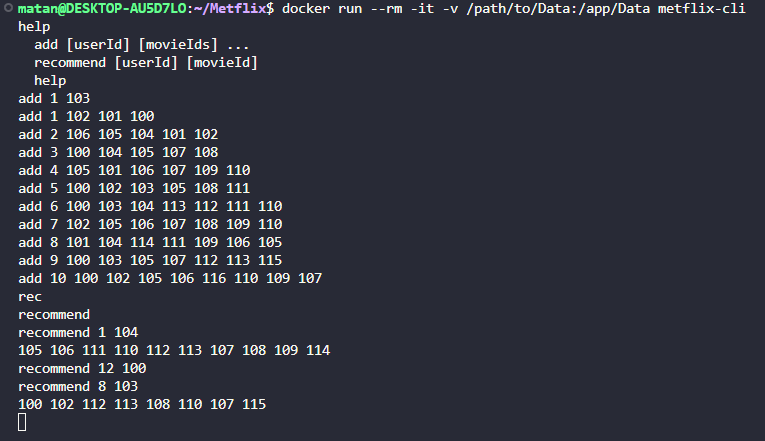 matan@DESKTOP-AU5D7LO:~/Metflix$ docker run --rm -it -v /path/to/Data:/app/Data metflix-cli
help
  add [userId] [movieIds] ...
  recommend [userId] [movieId]
  help
add 1 103
add 1 102 101 100
add 2 106 105 104 101 102
add 3 100 104 105 107 108
add 4 105 101 106 107 109 110
add 5 100 102 103 105 108 111
add 6 100 103 104 113 112 111 110
add 7 102 105 106 107 108 109 110
add 8 101 104 114 111 109 106 105
add 9 100 103 105 107 112 113 115
add 10 100 102 105 106 116 110 109 107
rec
recommend
recommend 1 104
105 106 111 110 112 113 107 108 109 114
recommend 12 100
recommend 8 103
100 102 112 113 108 110 107 115